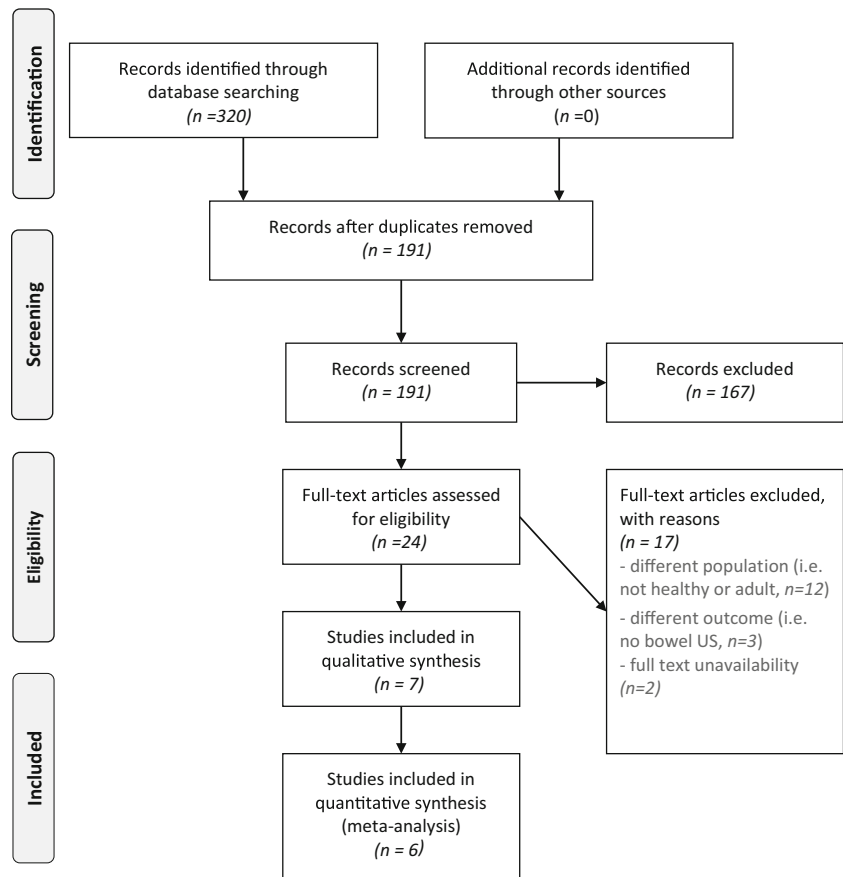 Identification
Records identified through
database searching
(n =320)
Additional records identified
through other sources
(n =0)
Records after duplicates removed
(n = 191)
Screening
Records screened
(n = 191)
Records excluded
(n = 167)
Eligibility
Full-text articles assessed
for eligibility
(n =24)
Full-text articles excluded,
with reasons
(n = 17)
- different population (i.e.
not healthy or adult, n=12)
- different outcome (i.e.
no bowel US, n=3)
- full text unavailability
(n=2)
Studies included in
qualitative synthesis
(n = 7)
Included
Studies included in
quantitative synthesis
(meta-analysis)
n = 6)